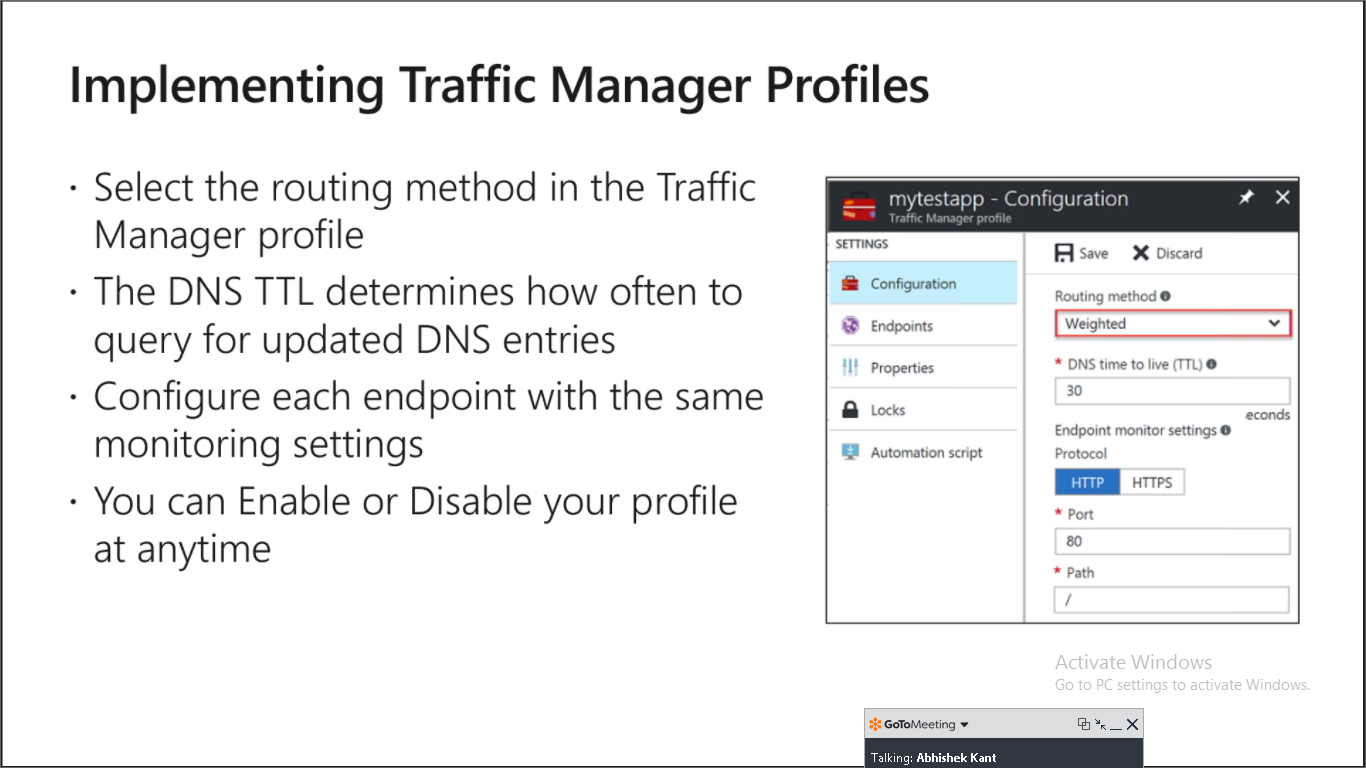 Implementing Traffic Manager Profiles
• Select the routing method in the Traffic
Manager profile
• The DNS TTL determines how often to
query for updated DNS entries
• Configure each endpoint with the same
monitoring settings
• You can Enable or Disable your profile
at anytime
mytestapp - Configuration
Traffic Manager profile
SETTINGS
Configuration
Endpoints
Properties
Locks
Automation script
Save Discard
Routing method
Weighted
* DNS time to live (TTL)
30
econds
Endpoint monitor settings
Protocol
HTTP HTTPS
* Port
80
* Path
/
Activate Windows
Go to PC settings to activate Windows.
GoToMeeting
Talking: Abhishek Kant